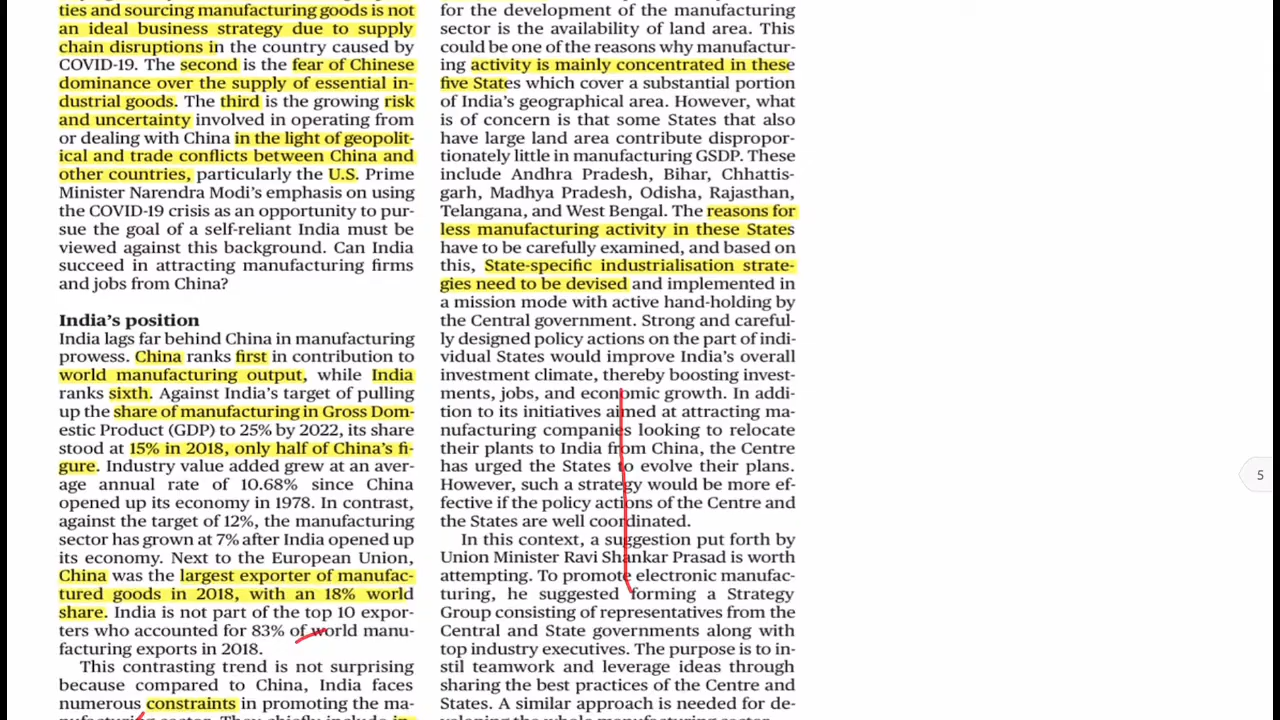 ties and sourcing manufacturing goods is not
an ideal business strategy due to supply
chain disruptions in the country caused by
COVID-19. The second is the fear of Chinese
dominance over the supply of essential in-
dustrial goods. The third is the growing risk
and uncertainty involved in operating from
or dealing with China in the light of geopolit-
ical and trade conflicts between China and
other countries, particularly the U.S. Prime
Minister Narendra Modi's emphasis on using
the COVID-19 crisis as an opportunity to pur-
sue the goal of a self-reliant India must be
viewed against this background. Can India
succeed in attracting manufacturing firms
and jobs from China?
India's position
India lags far behind China in manufacturing
prowess. China ranks first in contribution to
world manufacturing output, while India
ranks sixth. Against India's target of pulling
up the share of manufacturing in Gross Dom-
estic Product (GDP) to 25% by 2022, its share
stood at 15% in 2018, only half of China's fi-
gure. Industry value added grew at an aver-
age annual rate of 10.68% since China
opened up its economy in 1978. In contrast,
against the target of 12%, the manufacturing
sector has grown at 7% after India opened up
its economy. Next to the European Union,
China was the largest exporter of manufac-
tured goods in 2018, with an 18% world
share. India is not part of the top 10 expor-
ters who accounted for 83% of world manu-
facturing exports in 2018.
This contrasting trend is not surprising
because compared to China, India faces
numerous constraints in promoting the ma-
nufacturing sector. They chiefly include in-
for the development of the manufacturing
sector is the availability of land area. This
could be one of the reasons why manufactur-
ing activity is mainly concentrated in these
five States which cover a substantial portion
of India's geographical area. However, what
is of concern is that some States that also
have large land area contribute dispropor-
tionately little in manufacturing GSDP. These
include Andhra Pradesh, Bihar, Chhattis-
garh, Madhya Pradesh, Odisha, Rajasthan,
Telangana, and West Bengal. The reasons for
less manufacturing activity in these States
have to be carefully examined, and based on
this, State-specific industrialisation strate-
gies need to be devised and implemented in
a mission mode with active hand-holding by
the Central government. Strong and careful-
ly designed policy actions on the part of indi-
vidual States would improve India's overall
investment climate, thereby boosting invest-
ments, jobs, and economic growth. In addi-
tion to its initiatives aimed at attracting ma-
nufacturing companies looking to relocate
their plants to India from China, the Centre
has urged the States to evolve their plans.
However, such a strategy would be more ef-
fective if the policy actions of the Centre and
the States are well coordinated.
In this context, a suggestion put forth by
Union Minister Ravi Shankar Prasad is worth
attempting. To promote electronic manufac-
turing, he suggested forming a Strategy
Group consisting of representatives from the
Central and State governments along with
top industry executives. The purpose is to in-
stil teamwork and leverage ideas through
sharing the best practices of the Centre and
States. A similar approach is needed for de-
veloping the whole manufacturing sector.
5